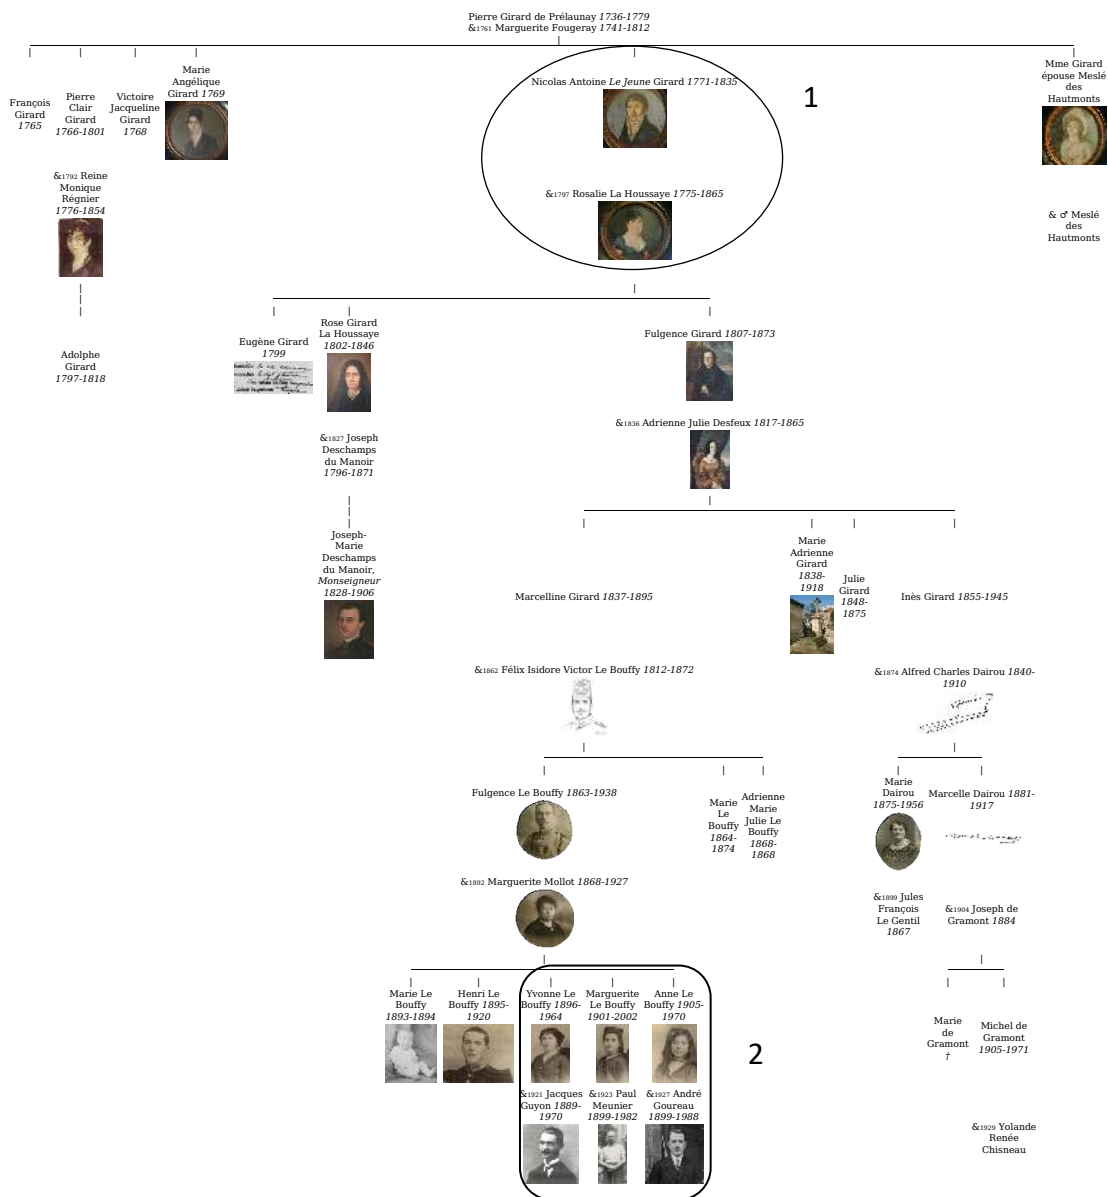 Pierre Girard de Prélaunay 1736-1779
&1761 Marguerite Fougeray 1741-1812
François
Girard
1765
Pierre
Clair
Girard
1766-1801
Victoire
Jacqueline
Girard
1768
Marie
Angélique
Girard 1769
Nicolas Antoine Le Jeune Girard 1771-1835
1
Mme Girard
épouse Meslé
des
Hautmonts
&1792 Reine
Monique
Régnier
1776-1854
&1797 Rosalie La Houssaye 1775-1865
& ♂ Meslé
des
Hautmonts
Adolphe
Girard
1797-1818
Eugène Girard
1799
Rose Girard
La Houssaye
1802-1846
Fulgence Girard 1807-1873
&1827 Joseph
Deschamps
du Manoir
1796-1871
&1836 Adrienne Julie Desfeux 1817-1865
Joseph-
Marie
Deschamps
du Manoir,
Monseigneur
1828-1906
Marcelline Girard 1837-1895
Marie
Adrienne
Girard
1838-
1918
Julie
Girard
1848-
1875
Inès Girard 1855-1945
&1862 Félix Isidore Victor Le Bouffy 1812-1872
&1874 Alfred Charles Dairou 1840-
1910
Fulgence Le Bouffy 1863-1938
Marie
Le
Bouffy
1864-
1874
Adrienne
Marie
Julie Le
Bouffy
1868-
1868
Marie
Dairou
1875-1956
Marcelle Dairou 1881-
1917
&1892 Marguerite Mollot 1868-1927
&1899 Jules
François
Le Gentil
1867
&1904 Joseph de
Gramont 1884
Marie Le
Bouffy
1893-1894
Henri Le
Bouffy 1895-
1920
Yvonne Le
Bouffy 1896-
1964
Marguerite
Le Bouffy
1901-2002
Anne Le
Bouffy 1905-
1970
2
Marie
de
Gramont
†
Michel de
Gramont
1905-1971
&1921 Jacques
Guyon 1889-
1970
&1923 Paul
Meunier
1899-1982
&1927 André
Goureau
1899-1988
&1929 Yolande
Renée
Chisneau